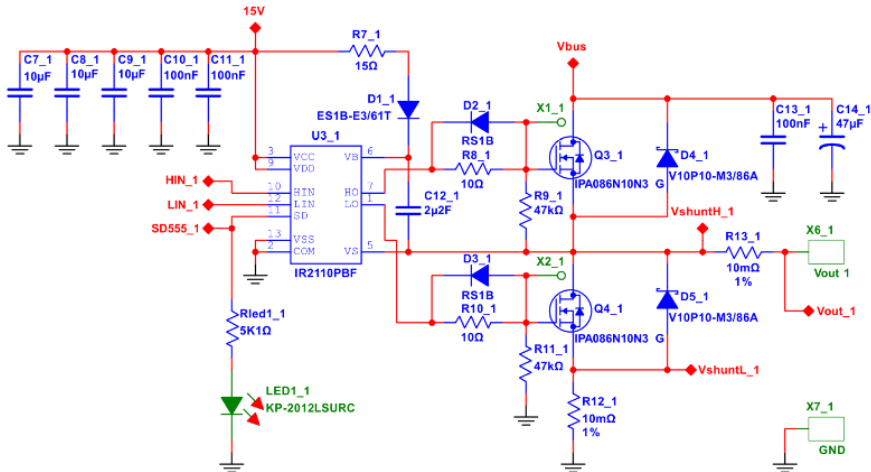 15V
C7_1
10µF
C8_1
10µF
C9_1
10µF
C10_1
100nF
C11_1
100nF
R7_1
15Ω
D1_1
ES1B-E3/61T
U3_1
3 VCC VB 6
9 VDD
10 HIN HO 7
12 LIN LO 1
11 SD
13 VSS
2 COM VS 5
IR2110PBF
HIN_1
LIN_1
SD555_1
Rled1_1
5K1Ω
LED1_1
KP-2012LSURC
C12_1
2µ2F
D2_1
RS1B
R8_1
10Ω
X1_1
R9_1
47kΩ
Vbus
Q3_1
IPA086N10N3 G
D4_1
V10P10-M3/86A
C13_1
100nF
C14_1
47µF
VshuntH_1
R13_1
10mΩ
1%
X6_1
Vout 1
Vout_1
D3_1
RS1B
R10_1
10Ω
X2_1
R11_1
47kΩ
Q4_1
IPA086N10N3 G
D5_1
V10P10-M3/86A
VshuntL_1
R12_1
10mΩ
1%
X7_1
GND